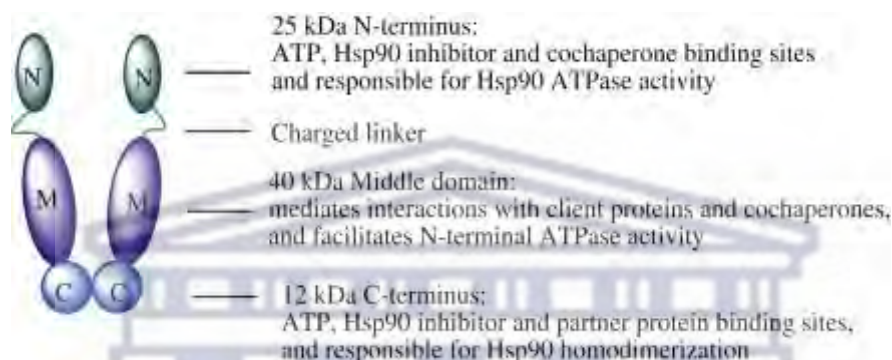 25 kDa N-terminus:
ATP, Hsp90 inhibitor and cochaperone binding sites
and responsible for Hsp90 ATPase activity
N N
Charged linker
40 kDa Middle domain:
mediates interactions with client proteins and cochaperones,
and facilitates N-terminal ATPase activity
M M
12 kDa C-terminus:
ATP, Hsp90 inhibitor and partner protein binding sites,
and responsible for Hsp90 homodimerization
C C